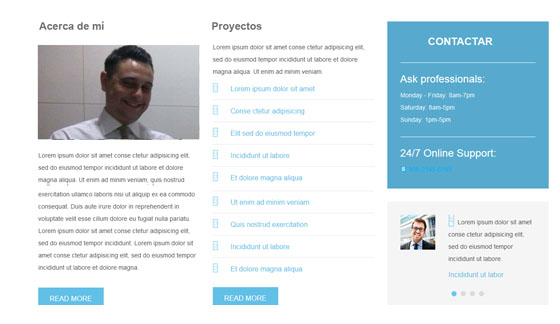 Acerca de mi
Lorem ipsum dolor sit amet conse ctetur adipisicing elit,
sed do eiusmod tempor incididunt ut labore et dolore
magna aliqua. Ut enim ad minim veniam, quis nostrud
exercitation uliamco laboris nisi ut aliquip ex ea commodo
consequat. Duis aute irure dolor in reprehenderit in
voluptate velit esse cillum dolore eu fugiat nulla pariatu.
Lorem ipsum dolor sit amet conse ctetur adipisicing elit,
sed do eiusmod tempor incididunt. Lorem ipsum dolor sit
amet conse ctetur adipisicing elit, sed do eiusmod tempor
incididunt ut labore et dolore magna.
READ MORE
Proyectos
Lorem ipsum dolor sit amet conse ctetur adipisicing elit,
sed do eiusmod tempor incididunt ut labore et dolore
magna aliqua. Ut enim ad minim veniam.
Lorem ipsum dolor sit amet
Conse ctetur adipisicing
Elit sed do eiusmod tempor
Incididunt ut labore
Et dolore magna aliqua
Ut enim ad minim veniam
Quis nostrud exercitation
Incididunt ut labore
Et dolore magna aliqua
READ MORE
CONTACTAR
Ask professionals:
Monday - Friday: 8am-7pm
Saturday: 8am-5pm
Sunday: 1pm-5pm
24/7 Online Support:
Lorem ipsum dolor sit amet conse
ctetur adipisicing elit, sed do
eiusmod tempor incididunt ut labore
et dolore magna
Incididunt ut labor